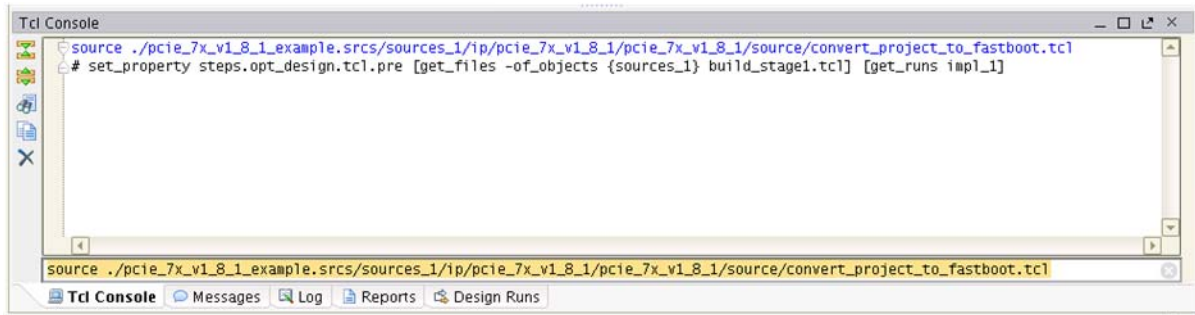 Tcl Console
source ./pcie_7x_v1_8_1_example.srcs/sources_1/ip/pcie_7x_v1_8_1/pcie_7x_v1_8_1/source/convert_project_to_fastboot.tcl
# set_property steps.opt_design.tcl.pre [get_files -of_objects {sources_1} build_stage1.tcl] [get_runs impl_1]
source ./pcie_7x_v1_8_1_example.srcs/sources_1/ip/pcie_7x_v1_8_1/pcie_7x_v1_8_1/source/convert_project_to_fastboot.tcl
Tcl Console Messages Log Reports Design Runs